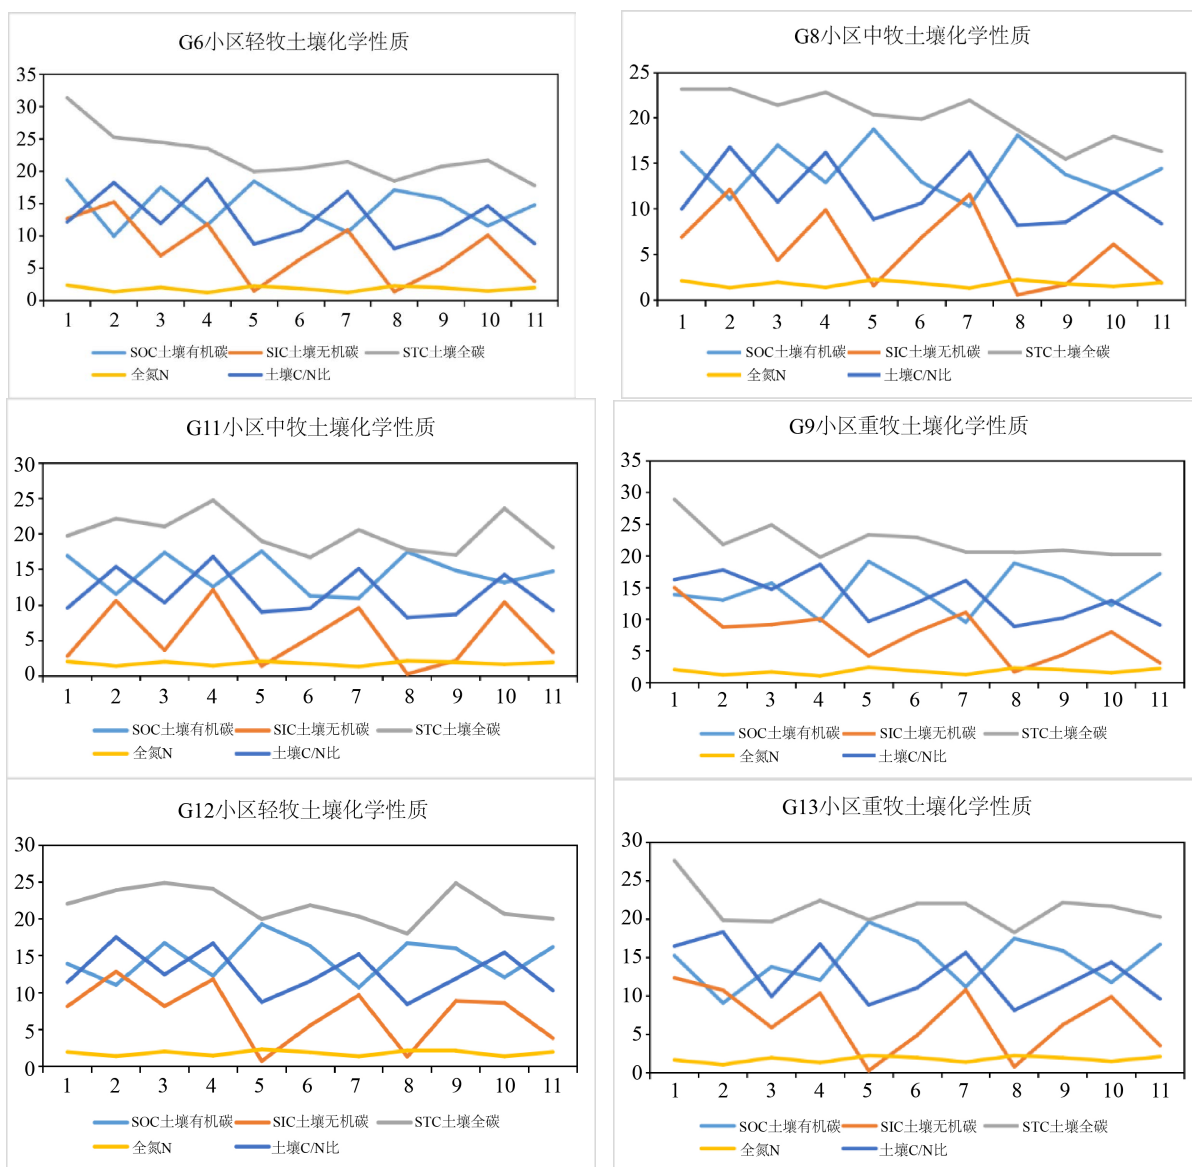 G6小区轻牧土壤化学性质
35
30
25
20
15
10
5
0
1 2 3 4 5 6 7 8 9 10 11
SOC土壤有机碳 SIC土壤无机碳 STC土壤全碳
全氮N 土壤C/N比
G8小区中牧土壤化学性质
25
20
15
10
5
0
1 2 3 4 5 6 7 8 9 10 11
SOC土壤有机碳 SIC土壤无机碳 STC土壤全碳
全氮N 土壤C/N比
G11小区中牧土壤化学性质
30
25
20
15
10
5
0
1 2 3 4 5 6 7 8 9 10 11
SOC土壤有机碳 SIC土壤无机碳 STC土壤全碳
全氮N 土壤C/N比
G9小区重牧土壤化学性质
35
30
25
20
15
10
5
0
1 2 3 4 5 6 7 8 9 10 11
SOC土壤有机碳 SIC土壤无机碳 STC土壤全碳
全氮N 土壤C/N比
G12小区轻牧土壤化学性质
30
25
20
15
10
5
0
1 2 3 4 5 6 7 8 9 10 11
SOC土壤有机碳 SIC土壤无机碳 STC土壤全碳
全氮N 土壤C/N比
G13小区重牧土壤化学性质
30
25
20
15
10
5
0
1 2 3 4 5 6 7 8 9 10 11
SOC土壤有机碳 SIC土壤无机碳 STC土壤全碳
全氮N 土壤C/N比